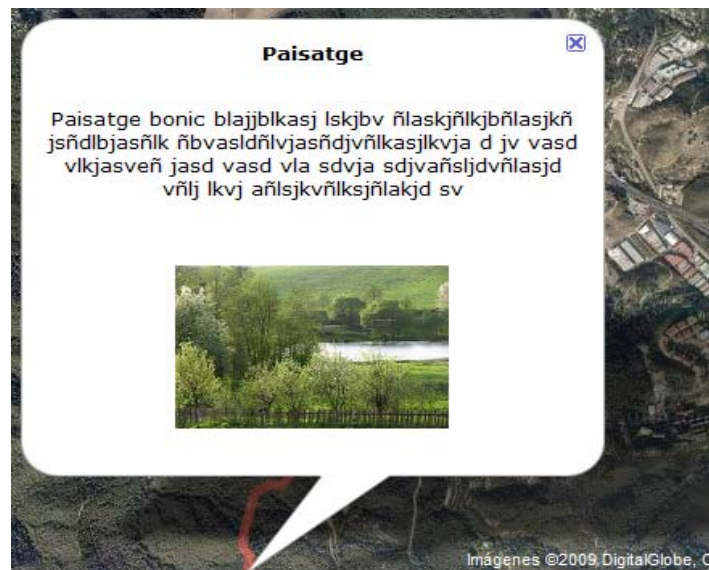 Paisatge
Paisatge bonic blajjblkasj lskjbv ñlaskjñlkjbñlasjkñ
jsñdlbjasñlk ñbvasldñlvjasñdjvñlkasjlkvja d jv vasd
vlkjasveñ jasd vasd vla sdvja sdjvañsljdvñlasjd
vñlj lkvj añlsjkvñlksjñlakjd sv
Imágenes ©2009 DigitalGlobe,